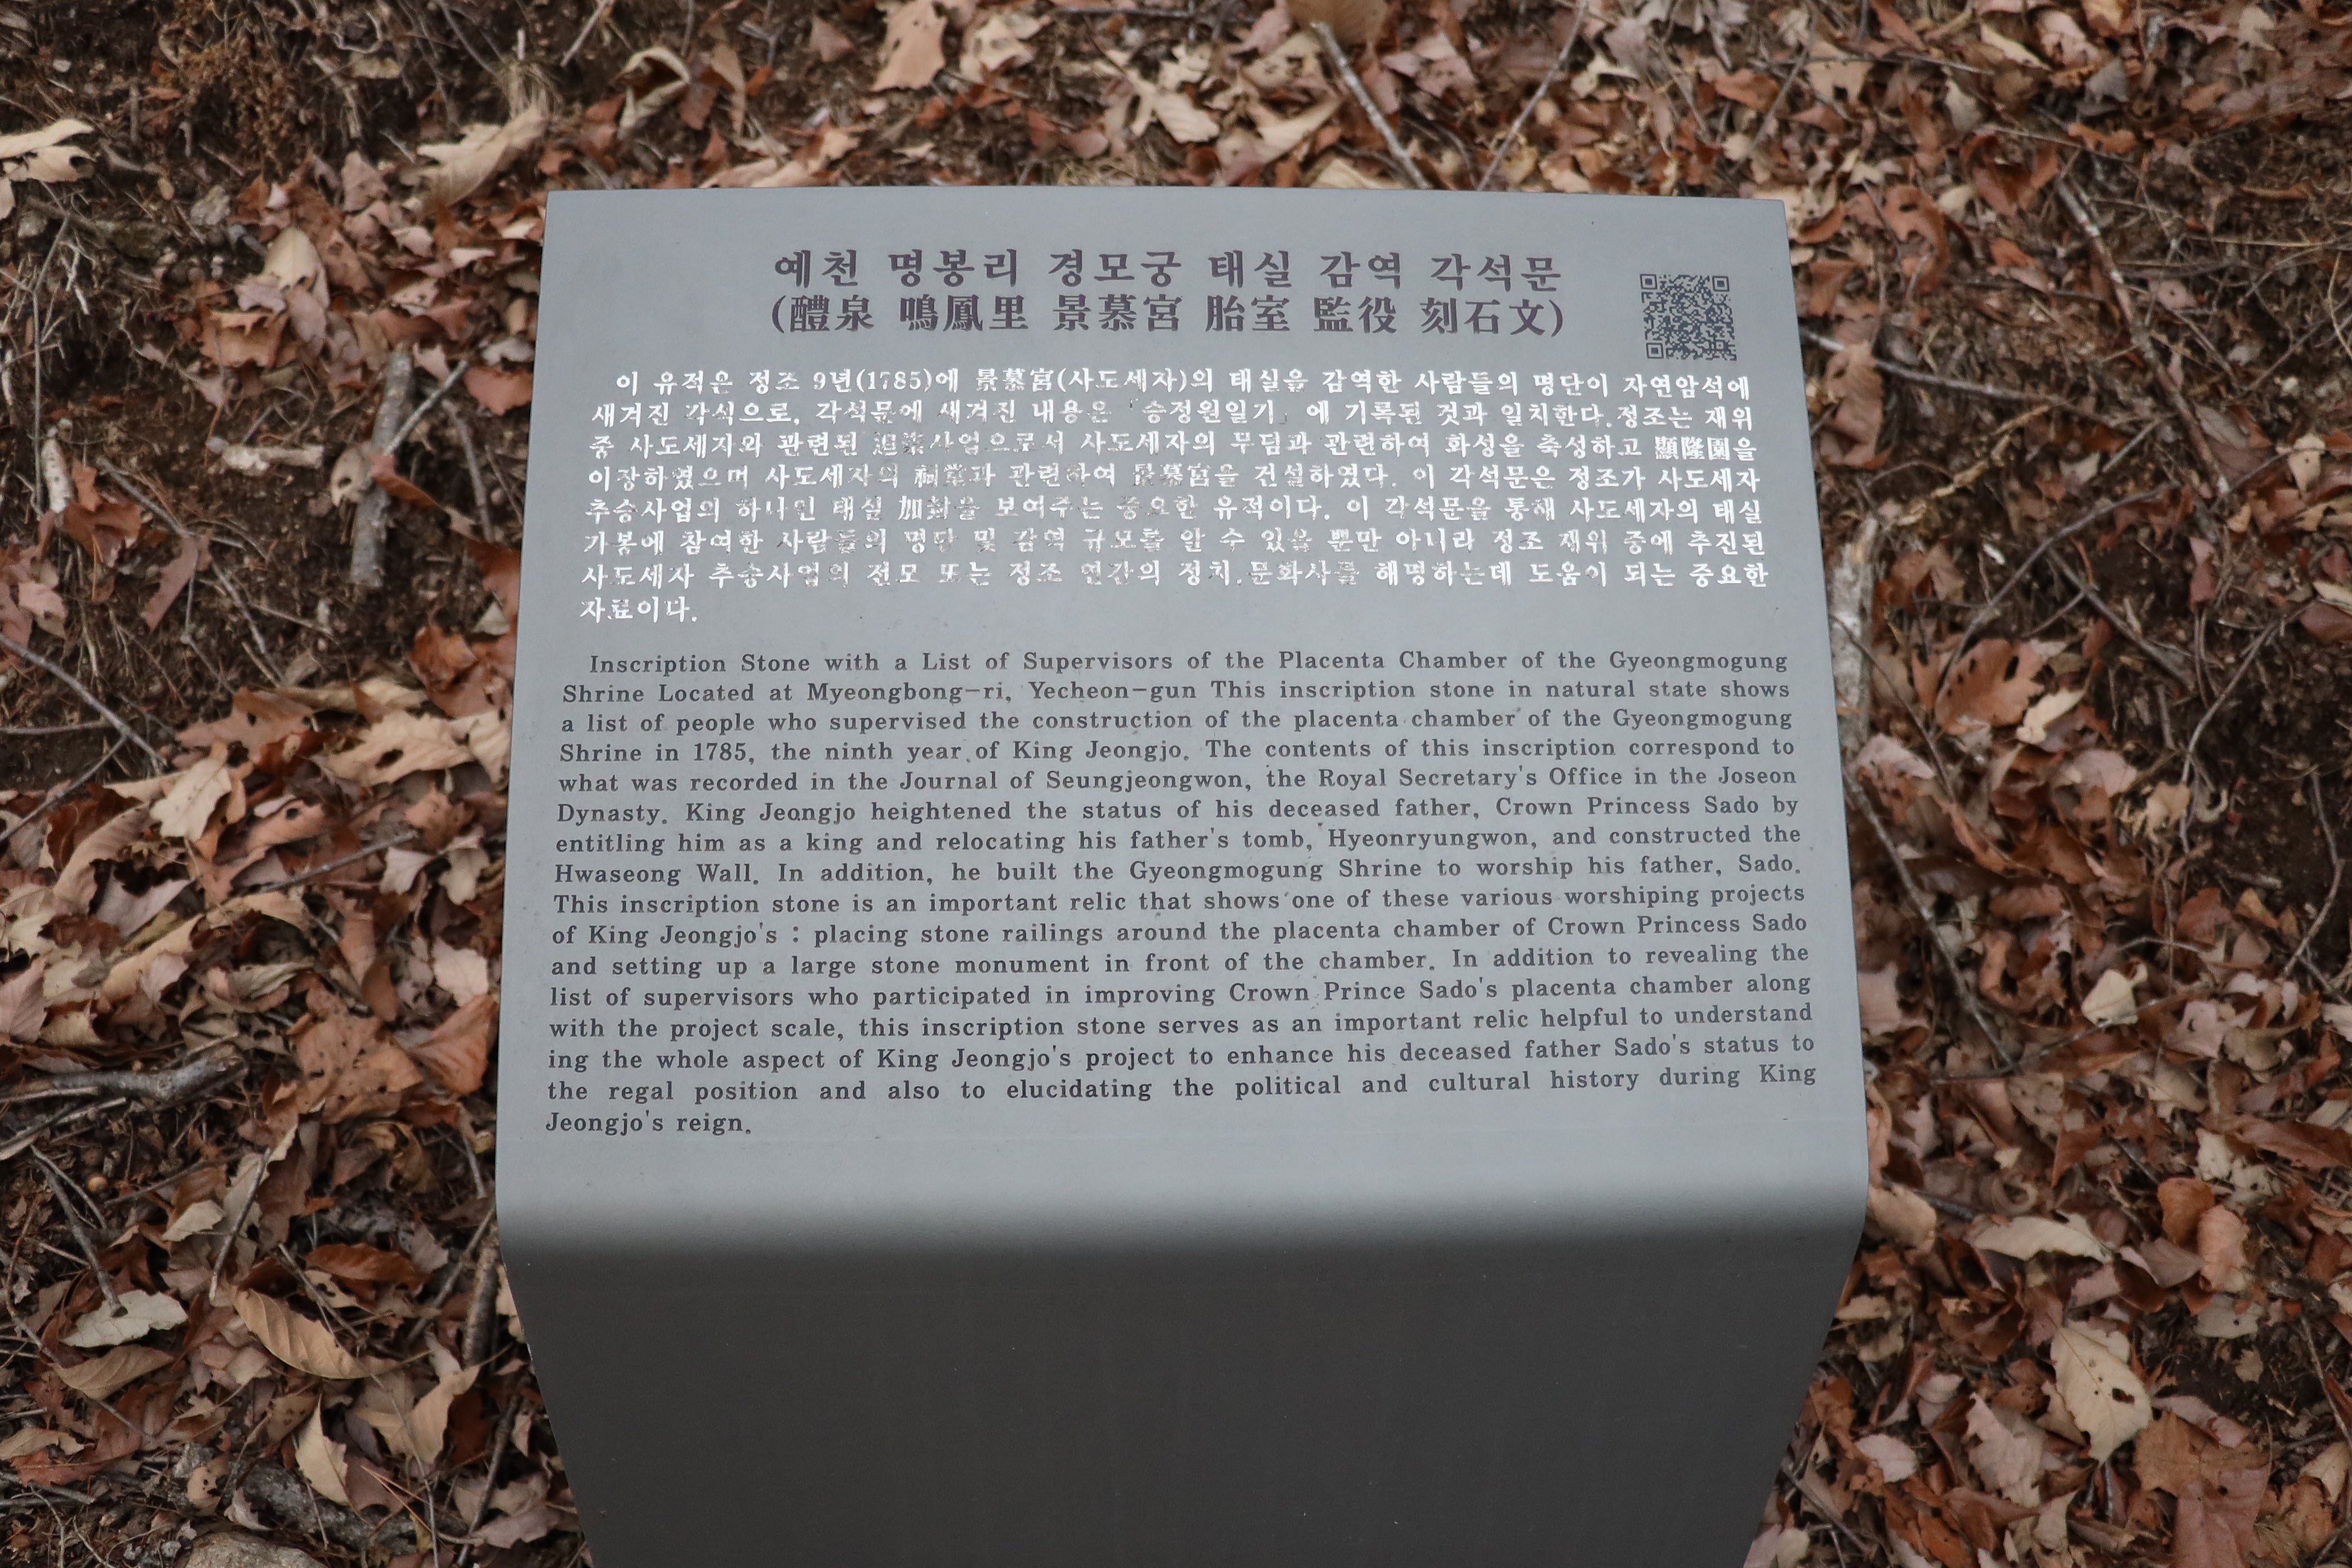 예천 명봉리 경모궁 태실 감역 각석문
(醴泉 鳴鳳里 景慕宮 胎室 監役 刻石文)
이 유적은 정조 9년(1785)에 景慕宮(사도세자)의 태실을 감역한 사람들의 명단이 자연암석에
새겨진 각석으로, 각석문에 새겨진 내용은 「승정원일기」에 기록된 것과 일치한다.정조는 재위
중 사도세자와 관련된 追崇사업으로서 사도세자의 무덤과 관련하여 화성을 축성하고 顯隆園을
이장하였으며 사도세자의 祠堂과 관련하여 景慕宮을 건설하였다. 이 각석문은 정조가 사도세자
추숭사업의 하나인 태실 加封을 보여주는 중요한 유적이다. 이 각석문을 통해 사도세자의 태실
가봉에 참여한 사람들의 명단 및 감역 규모를 알 수 있을 뿐만 아니라 정조 재위 중에 추진된
사도세자 추숭사업의 전모 또는 정조 연간의 정치.문화사를 해명하는데 도움이 되는 중요한
자료이다.
Inscription Stone with a List of Supervisors of the Placenta Chamber of the Gyeongmogung
Shrine Located at Myeongbong-ri, Yecheon-gun This inscription stone in natural state shows
a list of people who supervised the construction of the placenta chamber of the Gyeongmogung
Shrine in 1785, the ninth year of King Jeongjo. The contents of this inscription correspond to
what was recorded in the Journal of Seungjeongwon, the Royal Secretary's Office in the Joseon
Dynasty. King Jeongjo heightened the status of his deceased father, Crown Princess Sado by
entitling him as a king and relocating his father's tomb, Hyeonryungwon, and constructed the
Hwaseong Wall. In addition, he built the Gyeongmogung Shrine to worship his father, Sado.
This inscription stone is an important relic that shows one of these various worshiping projects
of King Jeongjo's : placing stone railings around the placenta chamber of Crown Princess Sado
and setting up a large stone monument in front of the chamber. In addition to revealing the
list of supervisors who participated in improving Crown Prince Sado's placenta chamber along
with the project scale, this inscription stone serves as an important relic helpful to understand
ing the whole aspect of King Jeongjo's project to enhance his deceased father Sado's status to
the regal position and also to elucidating the political and cultural history during King
Jeongjo's reign.